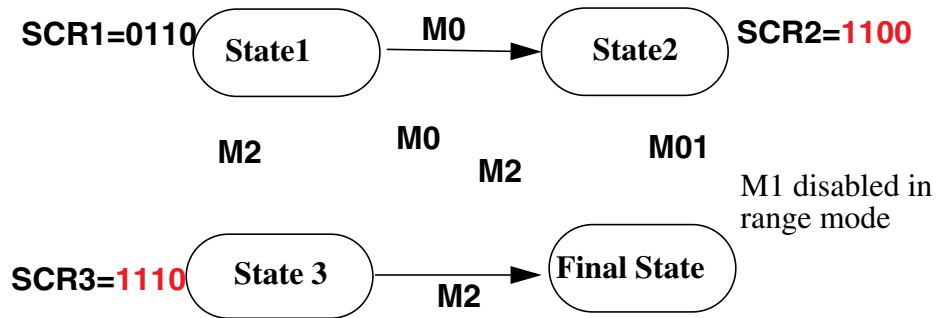 SCR1=0110
State1
M0
State2
SCR2=1100
M2
M0
M2
M01
M1 disabled in
range mode
SCR3=1110
State 3
M2
Final State